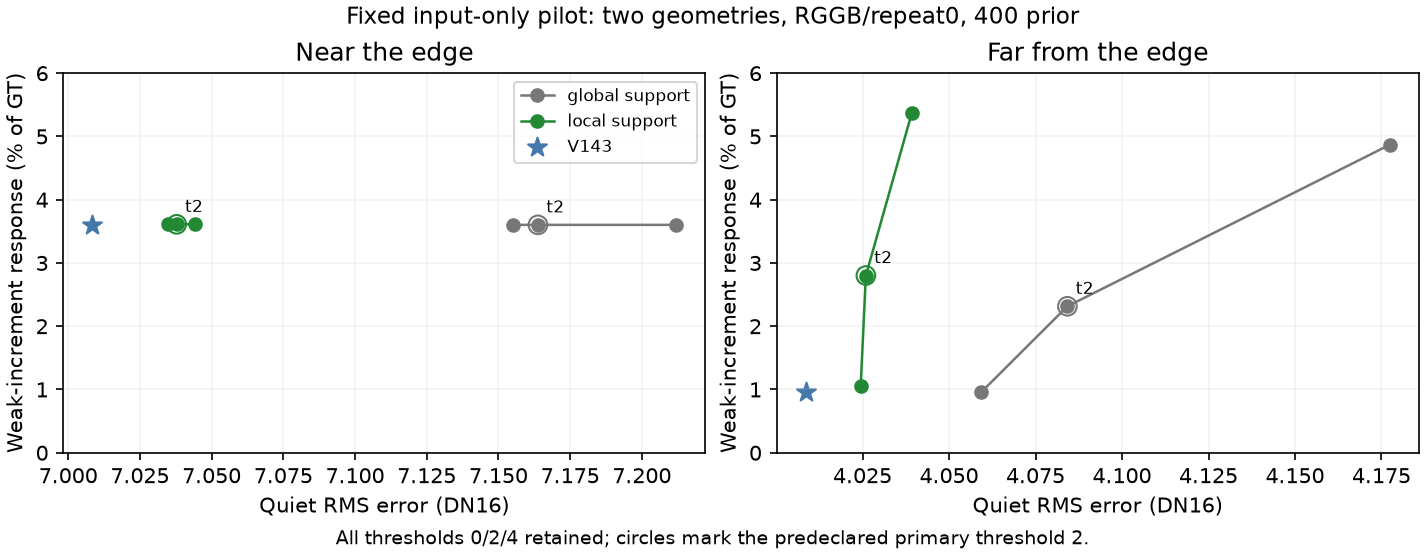 Fixed input-only pilot: two geometries, RGGB/repeat0, 400 prior
Near the edge
Weak-increment response (% of GT)
6
5
4
3
2
1
0
global support
local support
V143
t2
t2
7.000 7.025 7.050 7.075 7.100 7.125 7.150 7.175 7.200
Quiet RMS error (DN16)
Far from the edge
Weak-increment response (% of GT)
6
5
4
3
2
1
0
t2
t2
4.025 4.050 4.075 4.100 4.125 4.150 4.175
Quiet RMS error (DN16)
All thresholds 0/2/4 retained; circles mark the predeclared primary threshold 2.